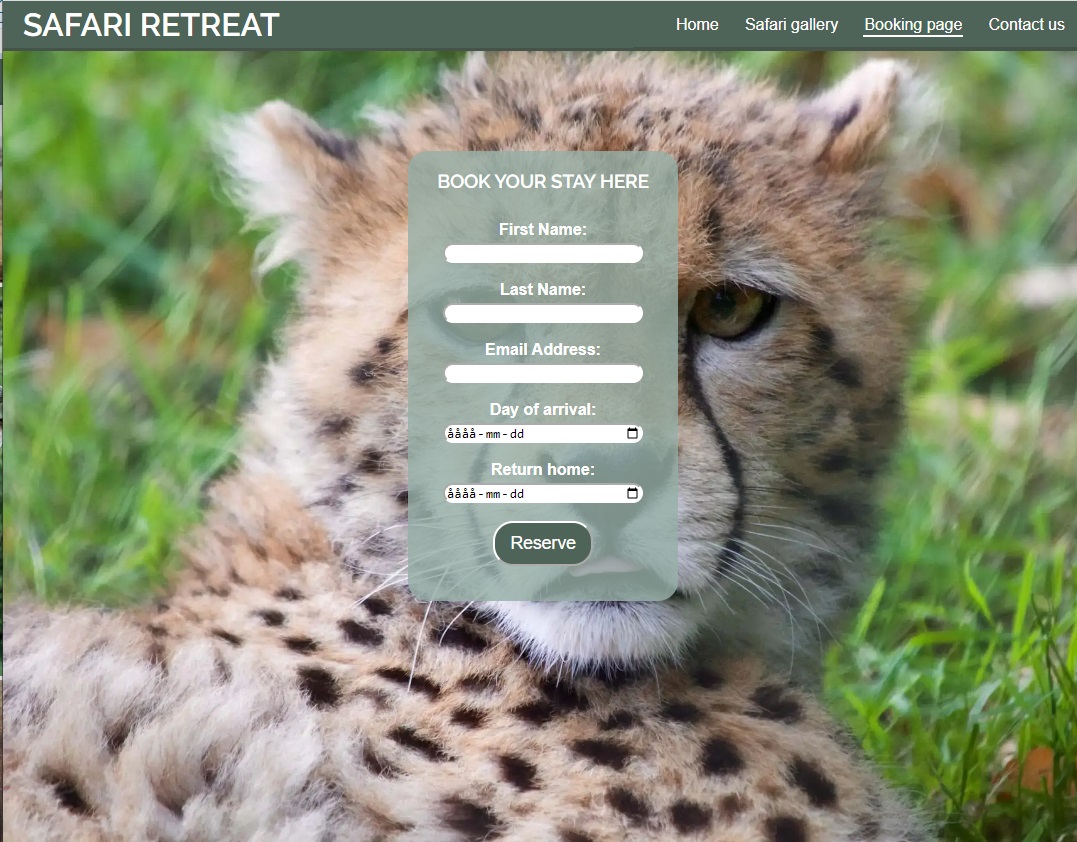 SAFARI RETREAT
Home Safari gallery Booking page Contact us
BOOK YOUR STAY HERE
First Name:
Last Name:
Email Address:
Day of arrival:
åååå-mm-dd
Return home:
åååå-mm-dd
Reserve